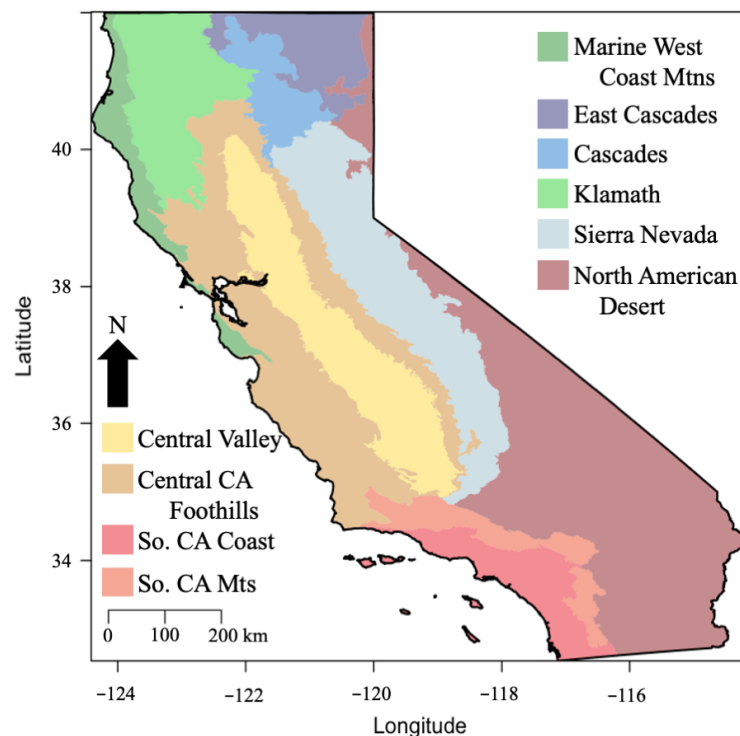 Marine West
Coast Mtns
East Cascades
Cascades
Klamath
Sierra Nevada
North American
Desert
40
38
36
34
Latitude
N
Central Valley
Central CA
Foothills
So. CA Coast
So. CA Mts
0 100 200 km
−124 −122 −120 −118 −116
Longitude